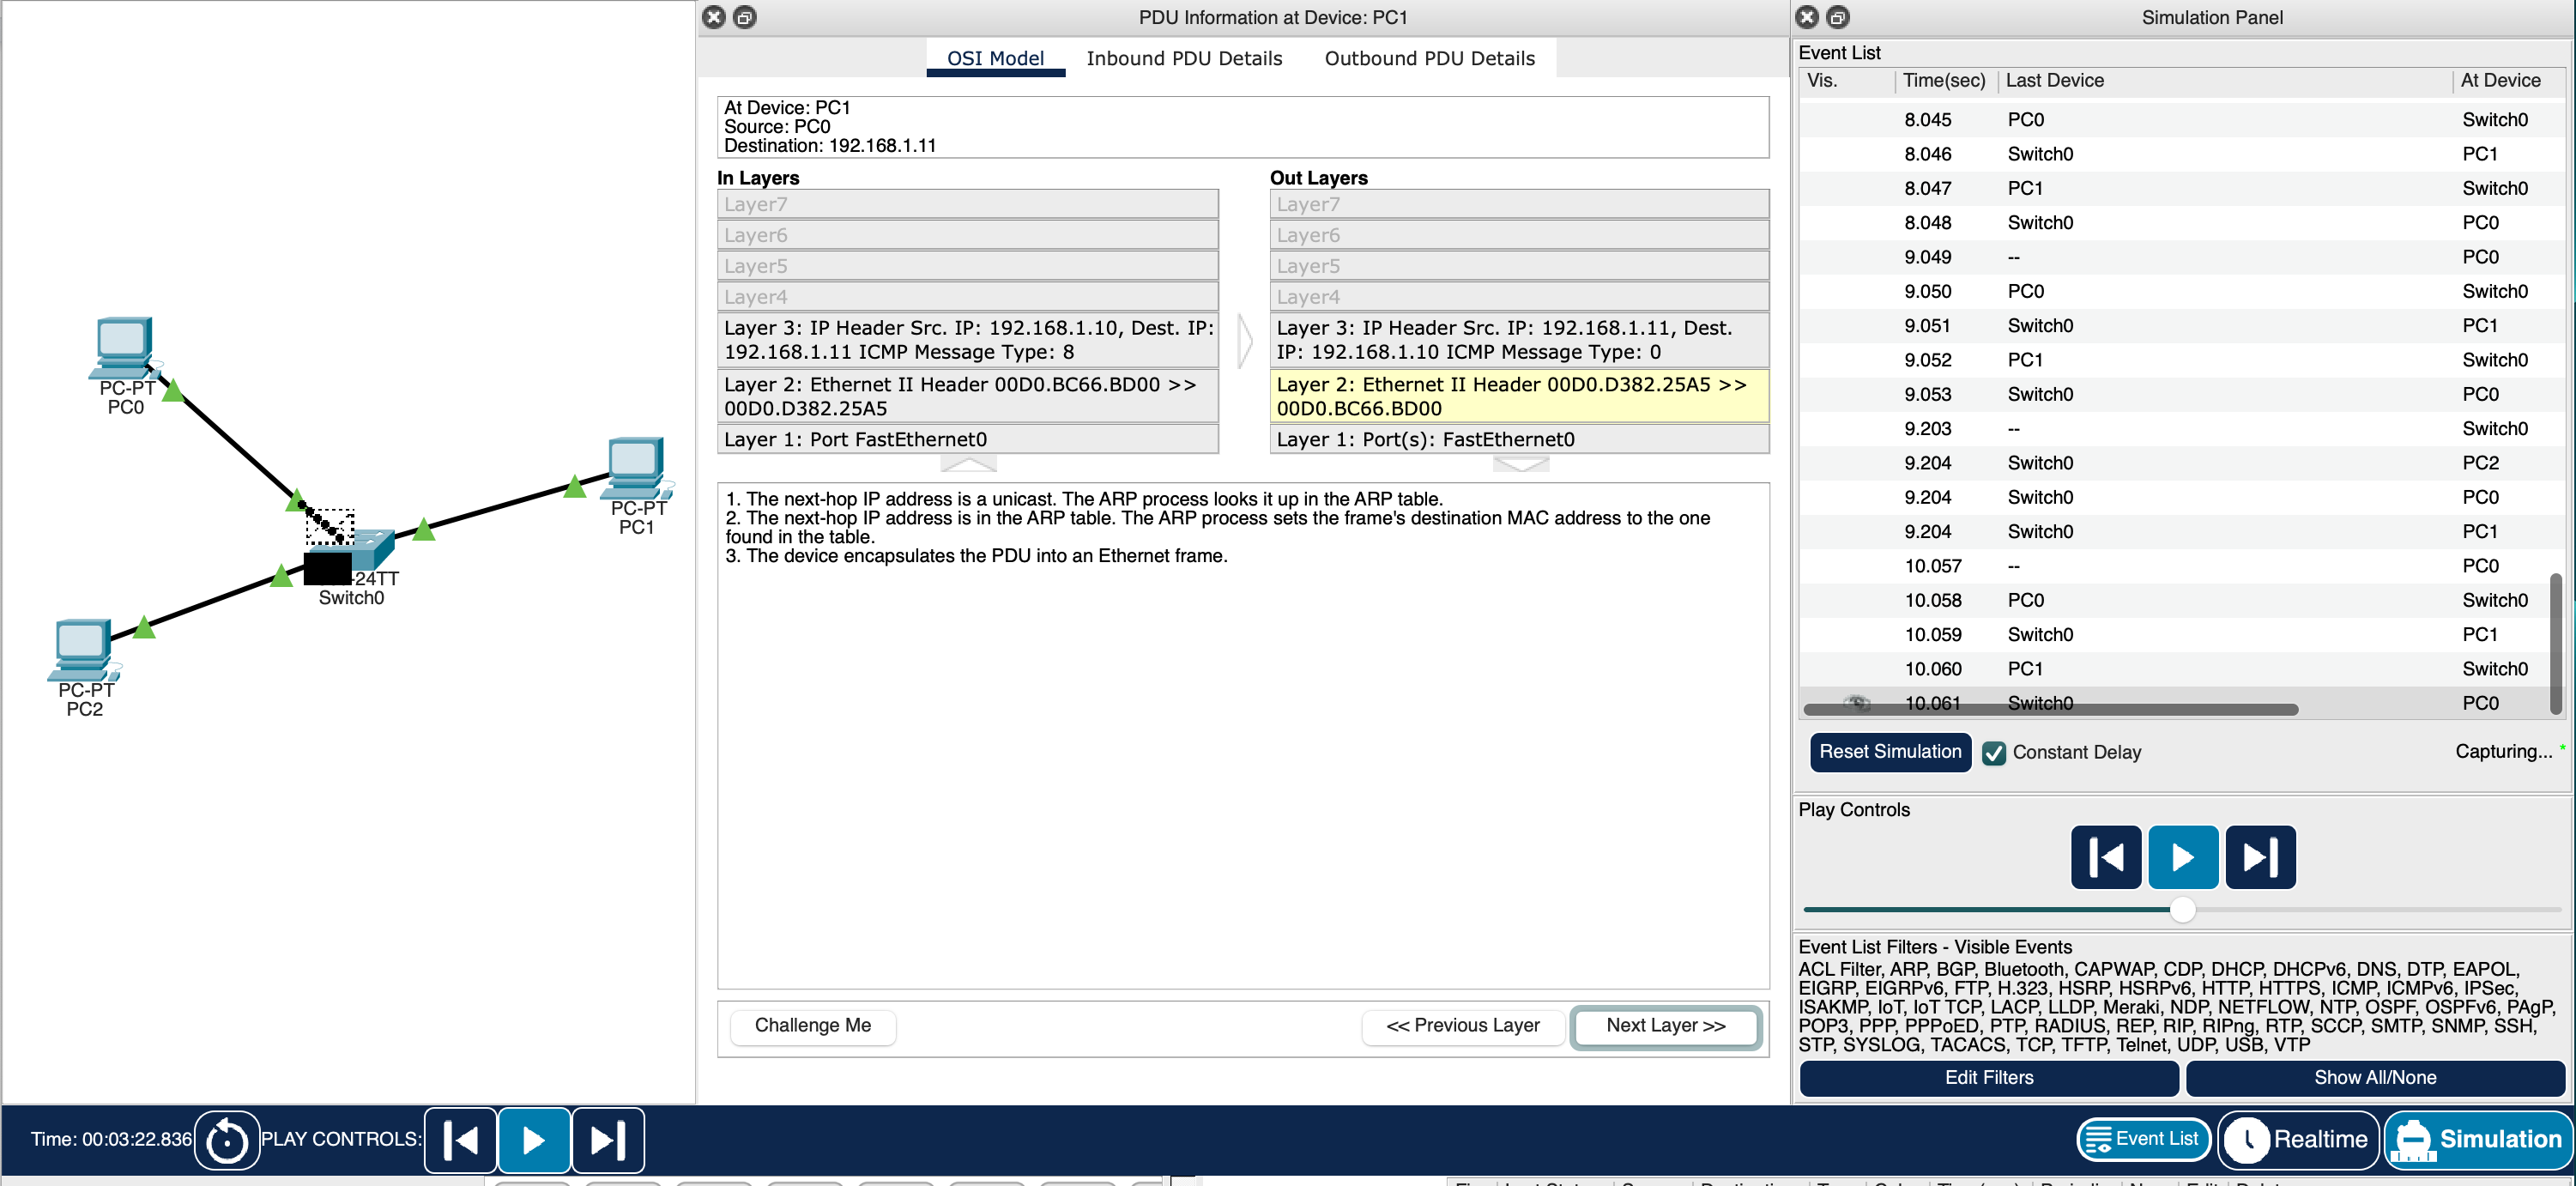 PDU Information at Device: PC1
Simulation Panel
OSI Model
Inbound PDU Details
Outbound PDU Details
At Device: PC1
Source: PC0
Destination: 192.168.1.11
In Layers
Layer7
Layer6
Layer5
Layer4
Layer 3: IP Header Src. IP: 192.168.1.10, Dest. IP:
192.168.1.11 ICMP Message Type: 8
Layer 2: Ethernet II Header 00D0.BC66.BD00 >>
00D0.D382.25A5
Layer 1: Port FastEthernet0
Out Layers
Layer7
Layer6
Layer5
Layer4
Layer 3: IP Header Src. IP: 192.168.1.11, Dest.
IP: 192.168.1.10 ICMP Message Type: 0
Layer 2: Ethernet II Header 00D0.D382.25A5 >>
00D0.BC66.BD00
Layer 1: Port(s): FastEthernet0
1. The next-hop IP address is a unicast. The ARP process looks it up in the ARP table.
2. The next-hop IP address is in the ARP table. The ARP process sets the frame's destination MAC address to the one
found in the table.
3. The device encapsulates the PDU into an Ethernet frame.
Challenge Me
<< Previous Layer
Next Layer >>
PC-PT
PC0
PC-PT
PC1
-24TT
Switch0
PC-PT
PC2
Event List
Vis. Time(sec) Last Device At Device
8.045 PC0 Switch0
8.046 Switch0 PC1
8.047 PC1 Switch0
8.048 Switch0 PC0
9.049 -- PC0
9.050 PC0 Switch0
9.051 Switch0 PC1
9.052 PC1 Switch0
9.053 Switch0 PC0
9.203 -- Switch0
9.204 Switch0 PC2
9.204 Switch0 PC0
9.204 Switch0 PC1
10.057 -- PC0
10.058 PC0 Switch0
10.059 Switch0 PC1
10.060 PC1 Switch0
10.061 Switch0 PC0
Reset Simulation
Constant Delay
Capturing... *
Play Controls
Event List Filters - Visible Events
ACL Filter, ARP, BGP, Bluetooth, CAPWAP, CDP, DHCP, DHCPv6, DNS, DTP, EAPOL,
EIGRP, EIGRPv6, FTP, H.323, HSRP, HSRPv6, HTTP, HTTPS, ICMP, ICMPv6, IPSec,
ISAKMP, IoT, IoT TCP, LACP, LLDP, Meraki, NDP, NETFLOW, NTP, OSPF, OSPFv6, PAgP,
POP3, PPP, PPPoED, PTP, RADIUS, REP, RIP, RIPng, RTP, SCCP, SMTP, SNMP, SSH,
STP, SYSLOG, TACACS, TCP, TFTP, Telnet, UDP, USB, VTP
Edit Filters
Show All/None
Time: 00:03:22.836
PLAY CONTROLS:
Event List
Realtime
Simulation